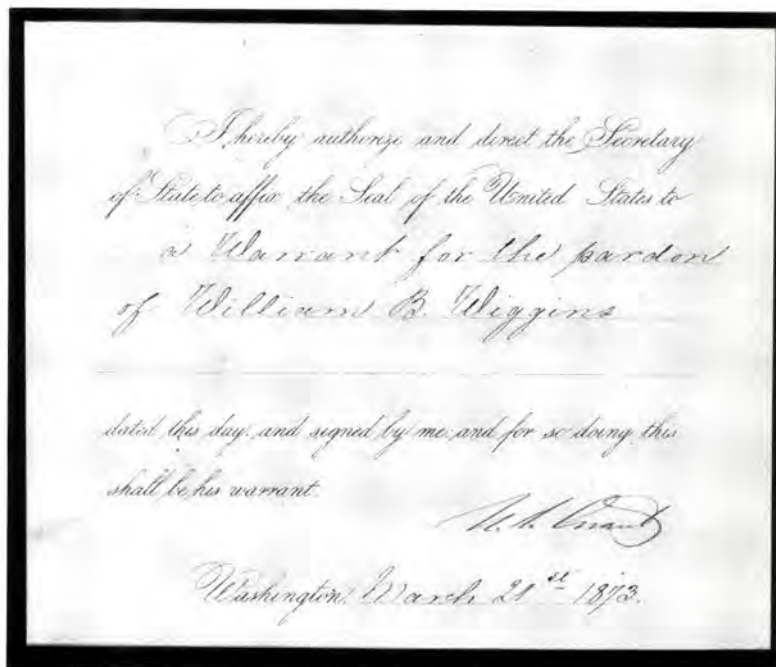 I hereby authorize and direct the Secretary
of State to affix the Seal of the United States to
a Warrant for the pardon
of William B. Wiggins
dated this day, and signed by me and for so doing this
shall be his warrant.
U.S. Grant
Washington, March 21st 1873.